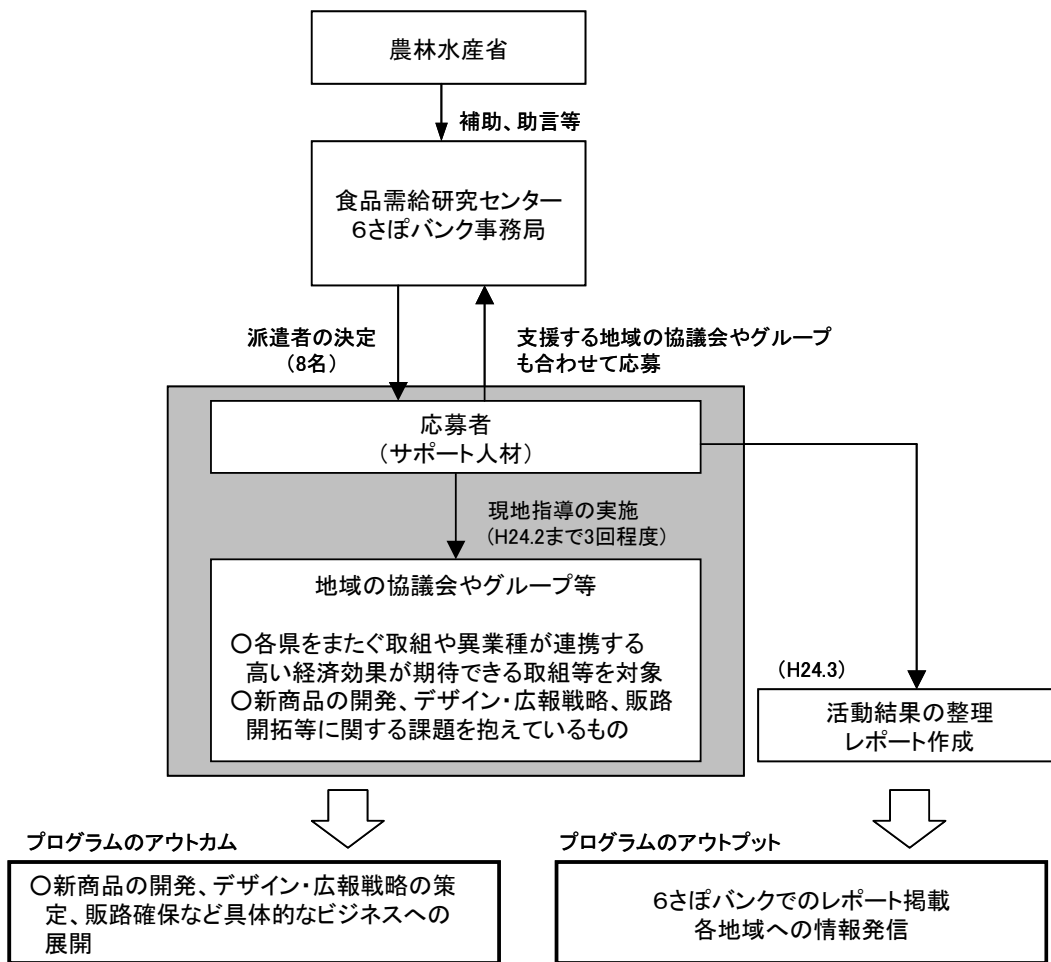 農林水産省
補助、助言等
食品需給研究センター
６さぽバンク事務局
派遣者の決定
(8名)
支援する地域の協議会やグループ
も合わせて応募
応募者
（サポート人材）
現地指導の実施
(H24.2まで3回程度)
地域の協議会やグループ等
○各県をまたぐ取組や異業種が連携する
高い経済効果が期待できる取組等を対象
○新商品の開発、デザイン・広報戦略、販路
開拓等に関する課題を抱えているもの
(H24.3)
活動結果の整理
レポート作成
プログラムのアウトカム
○新商品の開発、デザイン・広報戦略の策
定、販路確保など具体的なビジネスへの
展開
プログラムのアウトプット
６さぽバンクでのレポート掲載
各地域への情報発信